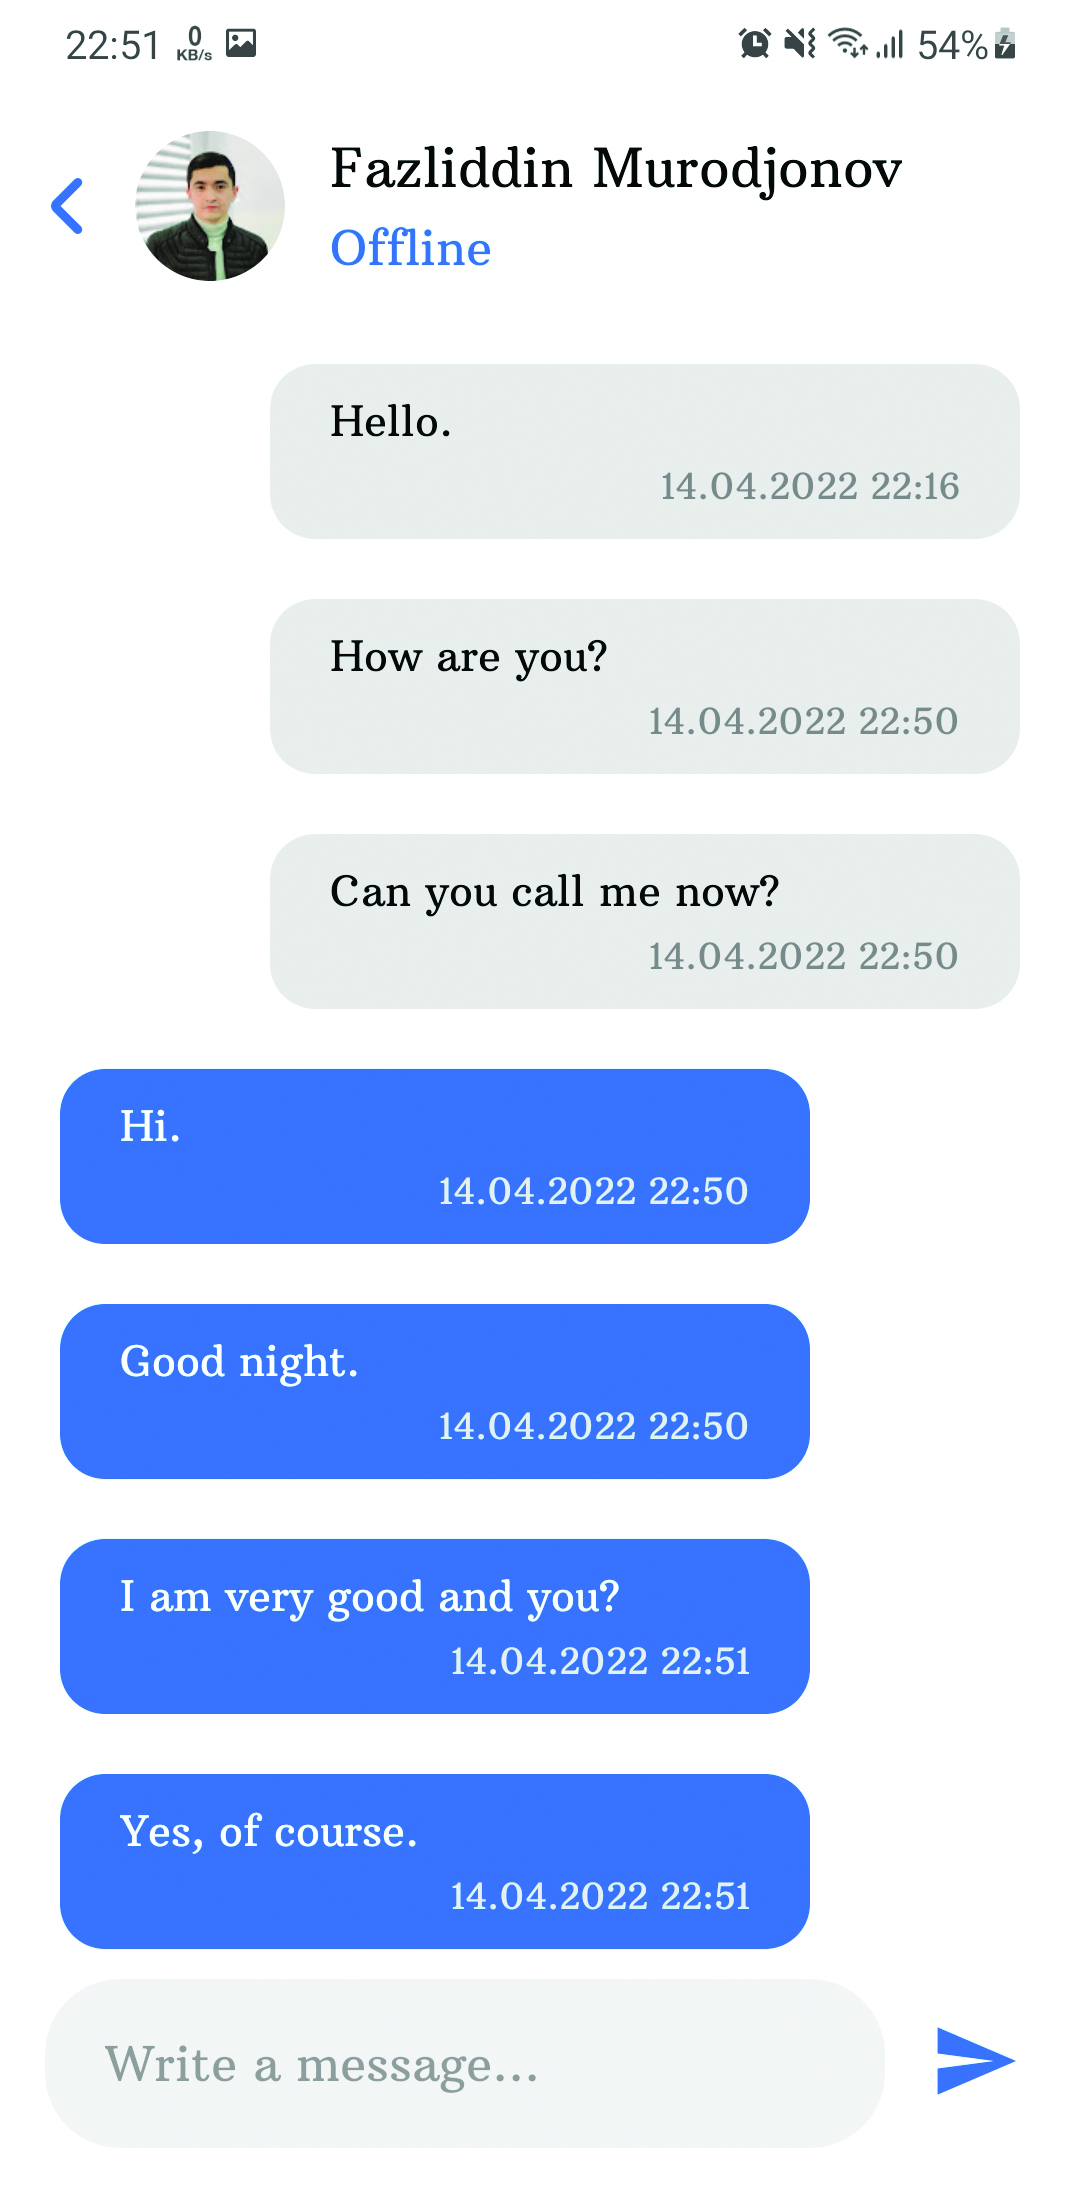 22:51 0 KB/s 54%
Fazliddin Murodjonov
Offline
Hello.
14.04.2022 22:16
How are you?
14.04.2022 22:50
Can you call me now?
14.04.2022 22:50
Hi.
14.04.2022 22:50
Good night.
14.04.2022 22:50
I am very good and you?
14.04.2022 22:51
Yes, of course.
14.04.2022 22:51
Write a message...